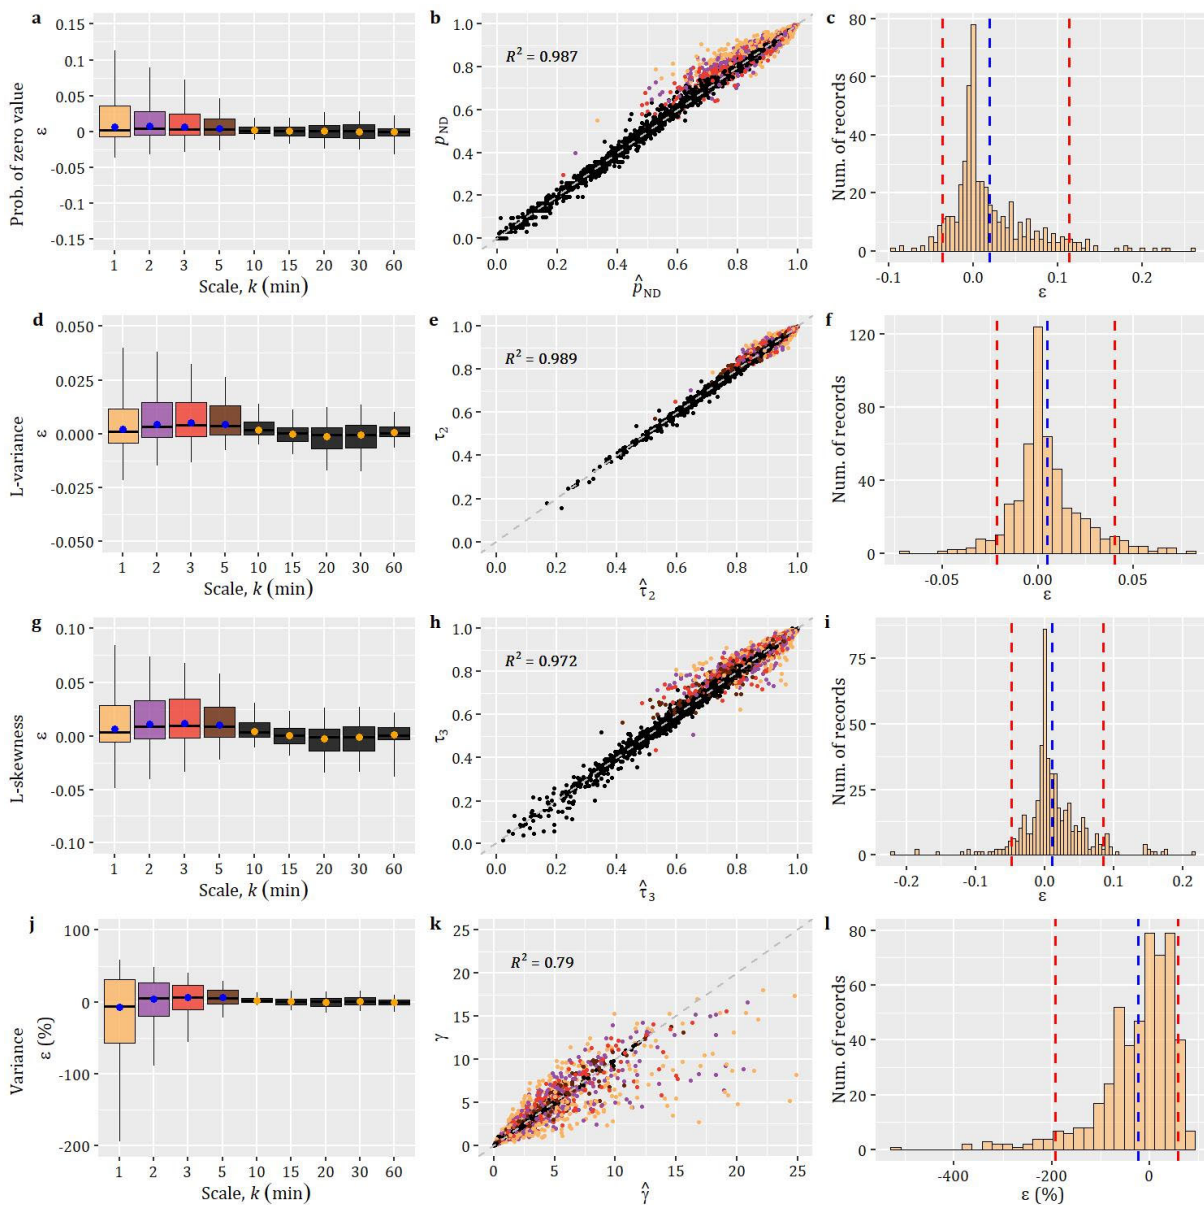 a
0.15
0.1
0.05
0
-0.05
-0.1
-0.15
Prob. of zero value
ε
1 2 3 5 10 15 20 30 60
Scale, k (min)
b
R² = 0.987
1.0
0.8
0.6
0.4
0.2
0.0
p_ND
0.0 0.2 0.4 0.6 0.8 1.0
p̂_ND
c
80
60
40
20
0
Num. of records
-0.1 0.0 0.1 0.2
ε
d
0.050
0.025
0.000
-0.025
-0.050
L-variance
ε
1 2 3 5 10 15 20 30 60
Scale, k (min)
e
R² = 0.989
1.0
0.8
0.6
0.4
0.2
0.0
τ₂
0.0 0.2 0.4 0.6 0.8 1.0
τ̂₂
f
120
80
40
0
Num. of records
-0.05 0.00 0.05
ε
g
0.10
0.05
0.00
-0.05
-0.10
L-skewness
ε
1 2 3 5 10 15 20 30 60
Scale, k (min)
h
R² = 0.972
1.0
0.8
0.6
0.4
0.2
0.0
τ₃
0.0 0.2 0.4 0.6 0.8 1.0
τ̂₃
i
75
50
25
0
Num. of records
-0.2 -0.1 0.0 0.1 0.2
ε
j
100
0
-100
-200
Variance
ε (%)
1 2 3 5 10 15 20 30 60
Scale, k (min)
k
R² = 0.79
25
20
15
10
5
0
γ
0 5 10 15 20 25
γ̂
l
80
60
40
20
0
Num. of records
-400 -200 0
ε (%)